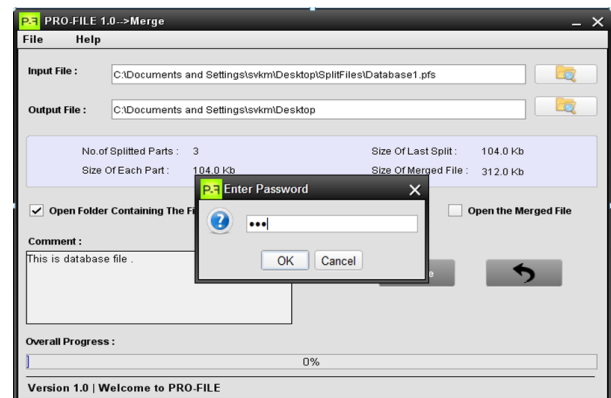 P.F PRO-FILE 1.0-->Merge
File Help
Input File : C:\Documents and Settings\svkm\Desktop\SplitFiles\Database1.pfs
Output File : C:\Documents and Settings\svkm\Desktop
No.of Splitted Parts : 3 Size Of Last Split : 104.0 Kb
Size Of Each Part : 104.0 Kb Size Of Merged File : 312.0 Kb
P.F Enter Password
Open Folder Containing The Open the Merged File
Comment :
This is database file .
OK Cancel
Overall Progress :
0%
Version 1.0 | Welcome to PRO-FILE